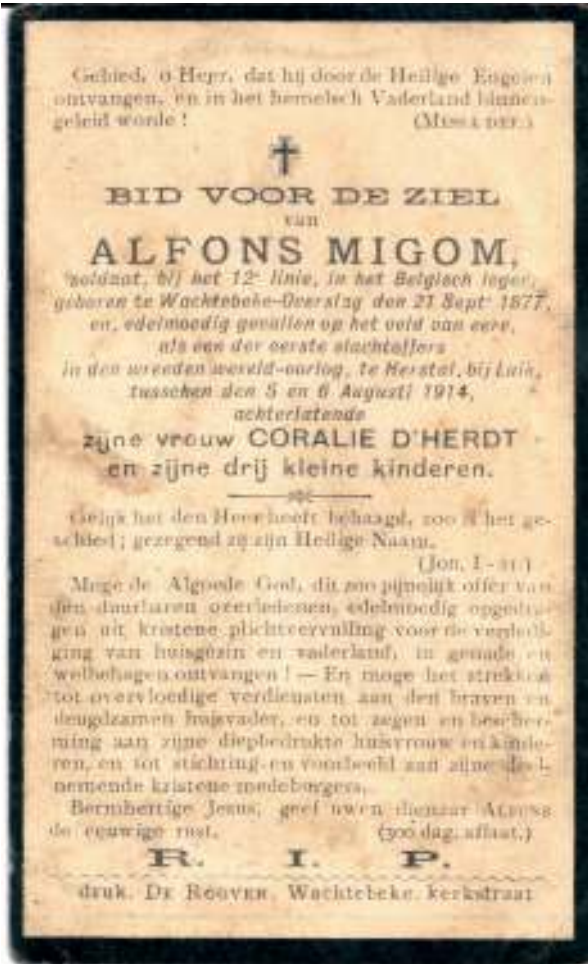 Gebied, o Heer, dat hij door de Heilige Engelen
ontvangen, en in het hemelsch Vaderland binnen-
geleid worde ! (MISSA DEF.)
BID VOOR DE ZIEL
van
ALFONS MIGOM,
soldaat, bij het 12e linie, in het Belgisch leger,
geboren te Wachtebeke-Overslag den 21 Sept. 1877,
en, edelmoedig gevallen op het veld van eere,
als een der eerste slachtoffers
in den wreeden wereld-oorlog, te Herstal, bij Luik,
tusschen den 5 en 6 Augusti 1914,
achterlatende
zijne vrouw CORALIE D'HERDT
en zijne drij kleine kinderen.
Gelijk het den Heer heeft behaagd, zoo is het ge-
schied ; gezegend zij zijn Heilige Naam.
(JOB, I - 21)
Moge de Algoede God, dit zoo pijnelijk offer van
den duurbaren overledenen, edelmoedig opgedra-
gen uit kristene plichtvervulling voor de verdedi-
ging van huisgezin en vaderland, in genade en
welbehagen ontvangen ! — En moge het strekken
tot overvloedige verdiensten aan den braven en
deugdzamen huisvader, en tot zegen en bescher-
ming aan zijne diepbedrukte huisvrouw en kinde-
ren, en tot stichting en voorbeeld aan zijne deel-
nemende kristene medeburgers.
Bermhertige Jesus, geef uwen dienaar ALFONS
de eeuwige rust. (300 dag. aflaat.)
R. I. P.
druk. DE ROOVER, Wachtebeke, kerkstraat